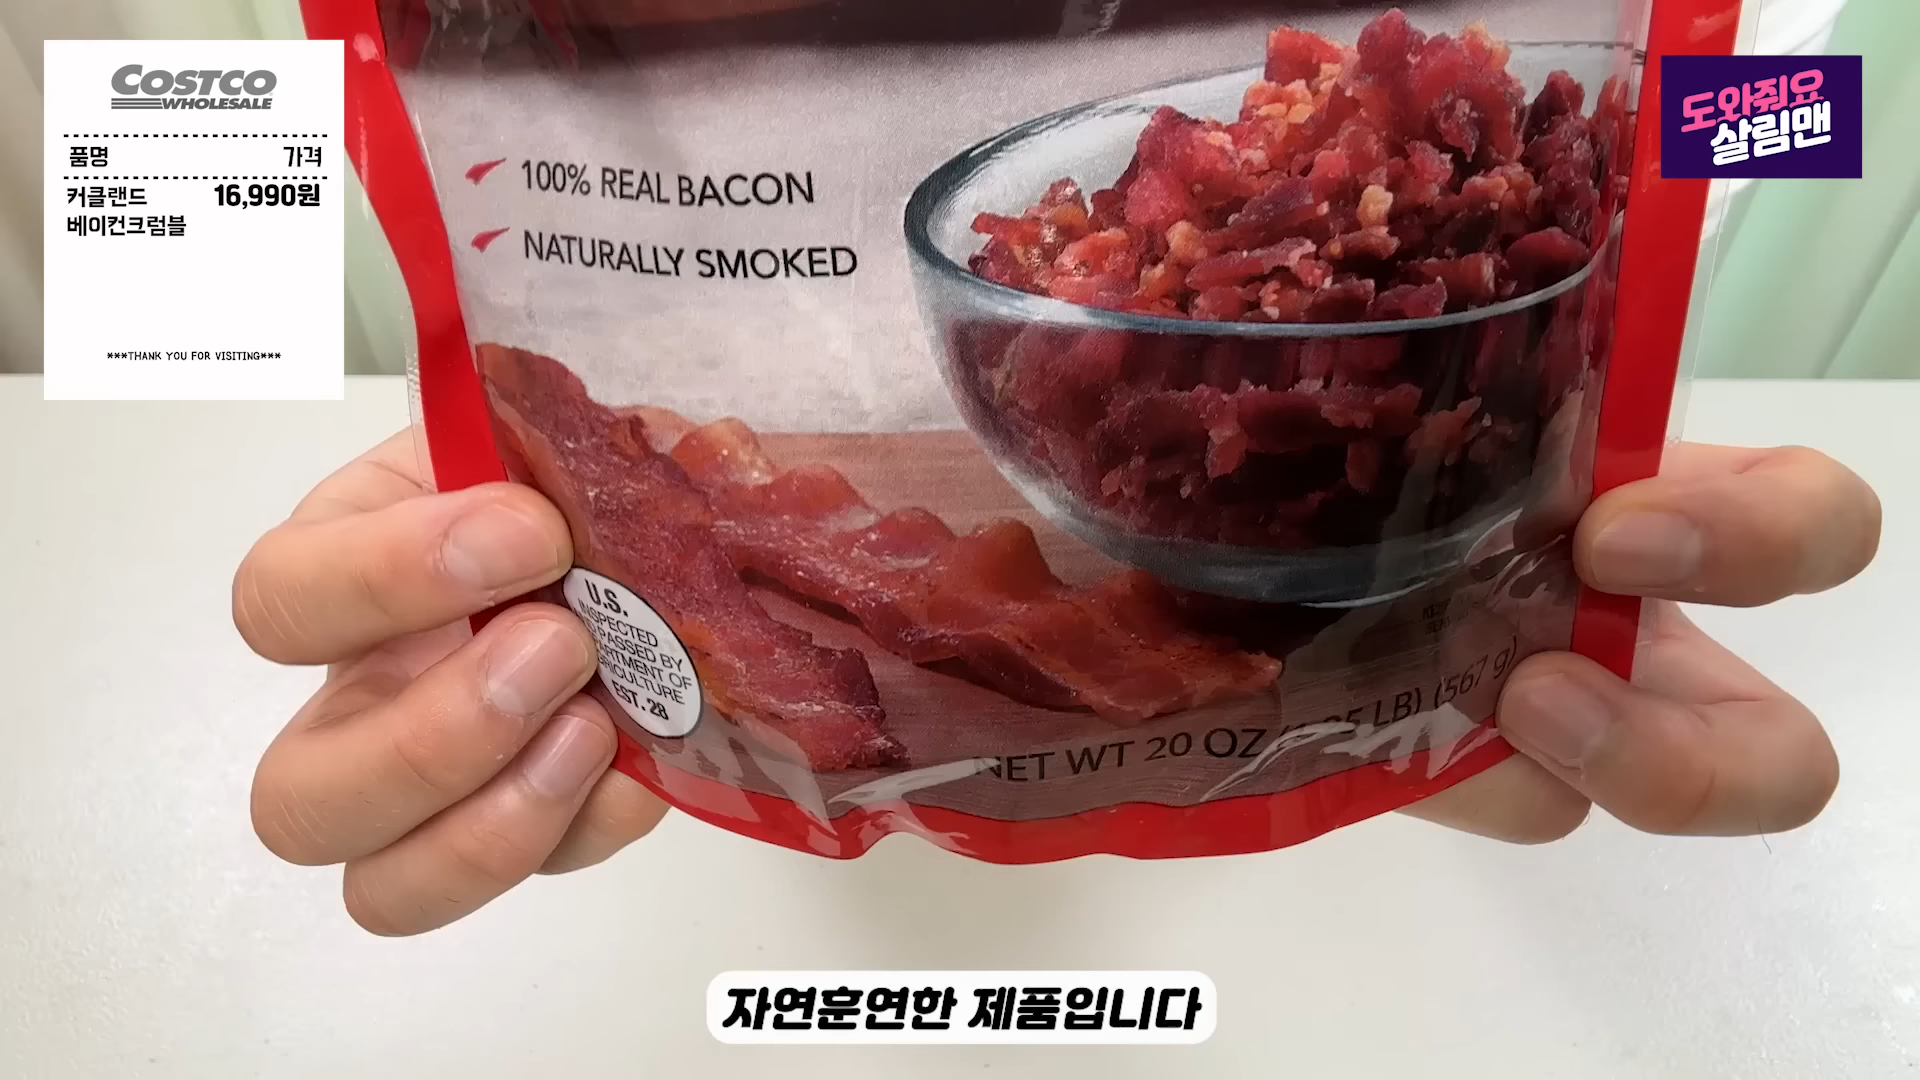 COSTCO
WHOLESALE
품명 가격
커클랜드 16,990원
베이컨크럼블
***THANK YOU FOR VISITING***
도와줘요
살림맨
100% REAL BACON
NATURALLY SMOKED
U.S.
INSPECTED
PASSED BY
OF
EST. 28
NET WT 20 OZ LB) (567 g)
자연훈연한 제품입니다